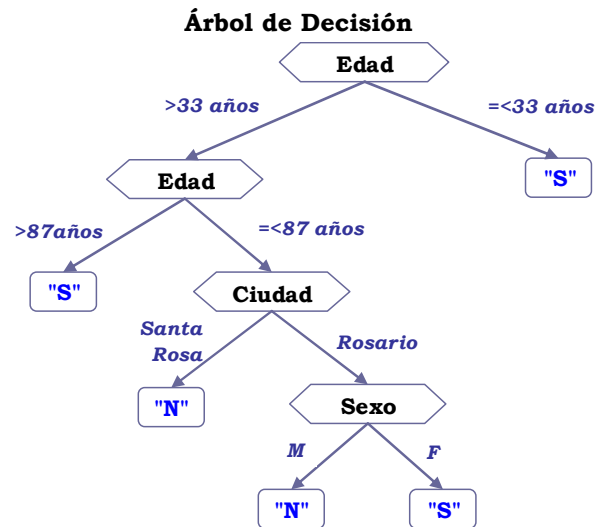 Árbol de Decisión
Edad
>33 años
=<33 años
Edad
"S"
>87años
=<87 años
"S"
Ciudad
Santa
Rosa
Rosario
"N"
Sexo
M
F
"N"
"S"